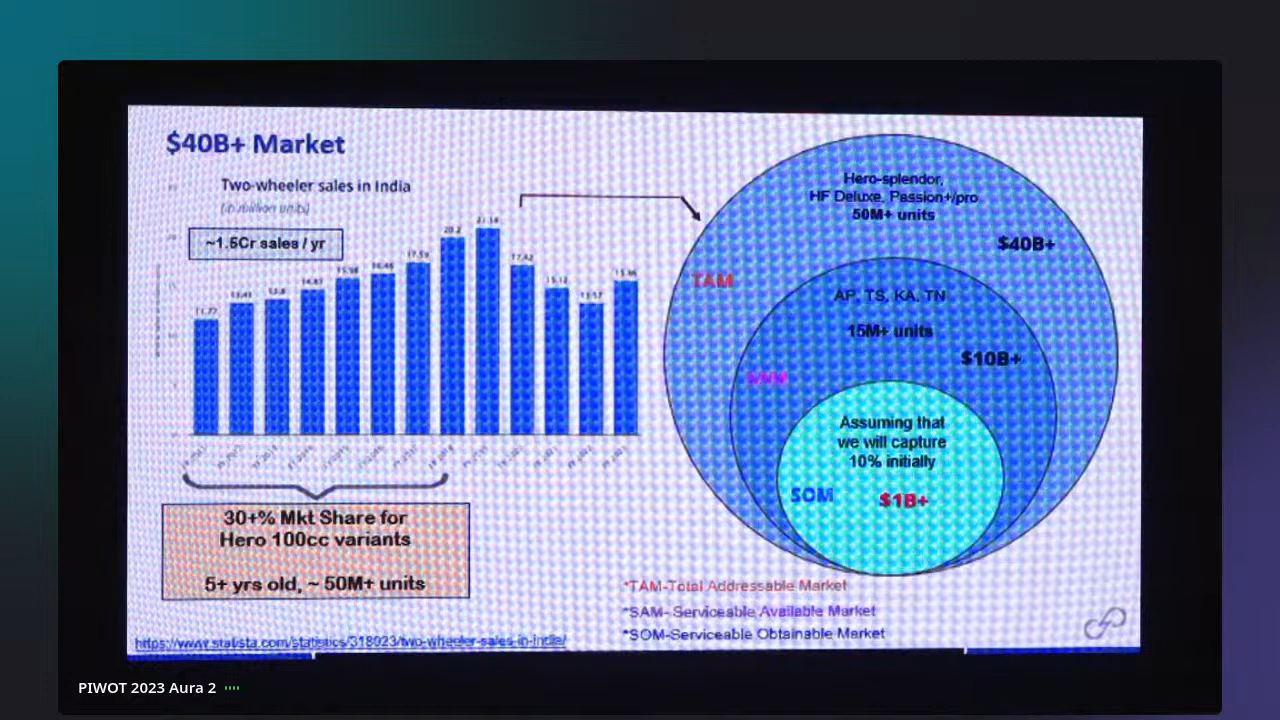 $40B+ Market
Two-wheeler sales in India
(in million units)
~1.5Cr sales / yr
11.77
13.41
13.8
14.81
15.98
16.46
17.59
20.2
21.18
17.42
15.12
13.57
15.86
30+% Mkt Share for
Hero 100cc variants
5+ yrs old, ~ 50M+ units
https://www.statista.com/statistics/318023/two-wheeler-sales-in-india/
Hero-splendor,
HF Deluxe, Passion+/pro
50M+ units
$40B+
TAM
AP, TS, KA, TN
15M+ units
$10B+
SAM
Assuming that
we will capture
10% initially
SOM
$1B+
*TAM-Total Addressable Market
*SAM- Serviceable Available Market
*SOM-Serviceable Obtainable Market
PIWOT 2023 Aura 2